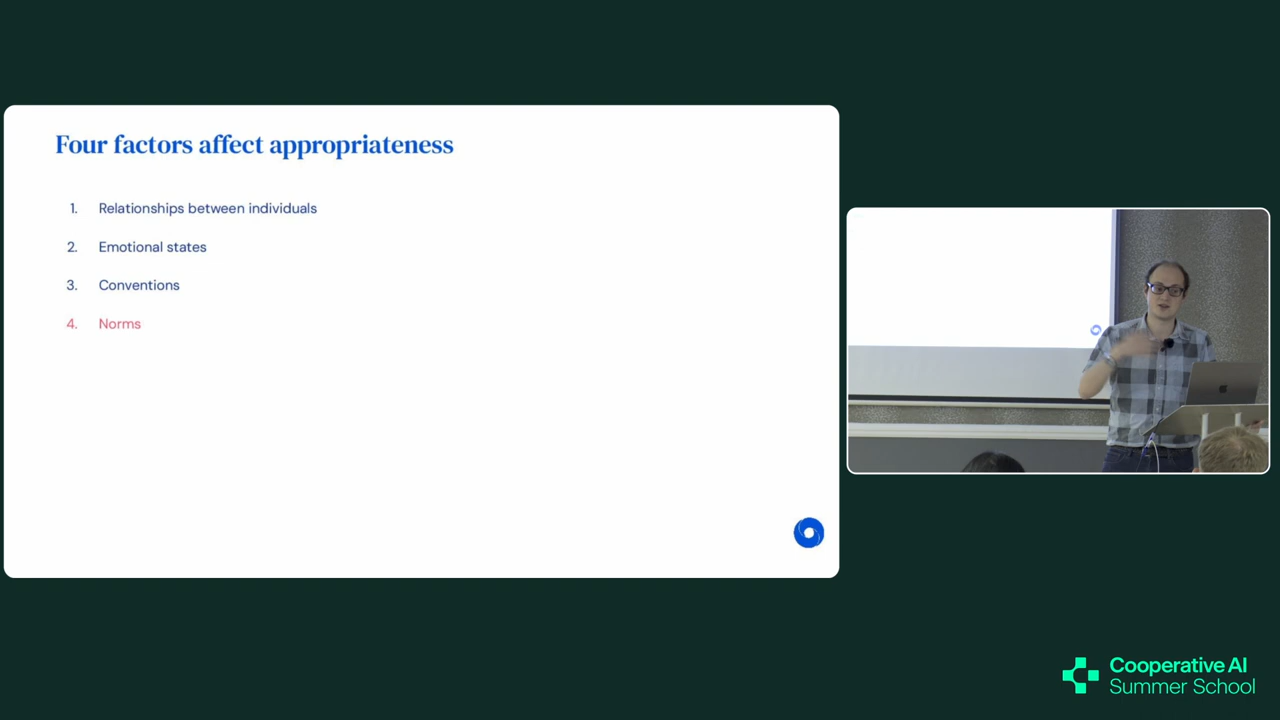 Four factors affect appropriateness
1. Relationships between individuals
2. Emotional states
3. Conventions
4. Norms
Cooperative AI
Summer School